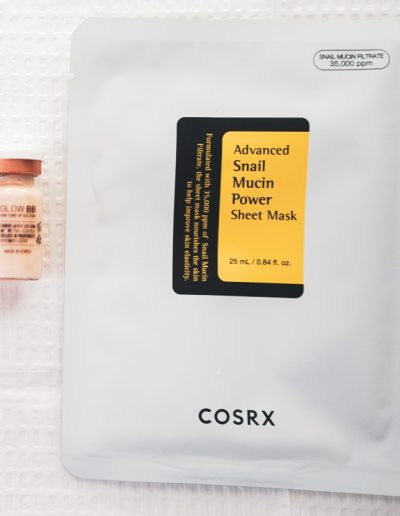 SNAIL MUCIN FILTRATE
35,000 ppm
Advanced
Snail
Mucin
Power
Sheet Mask
25 mL / 0.84 fl. oz.
Formulated with 35,000 ppm of Snail Mucin
Filtrate, the sheet mask nourishes the skin
to help improve skin elasticity.
COSRX
GLOW BB
MADE IN KOREA